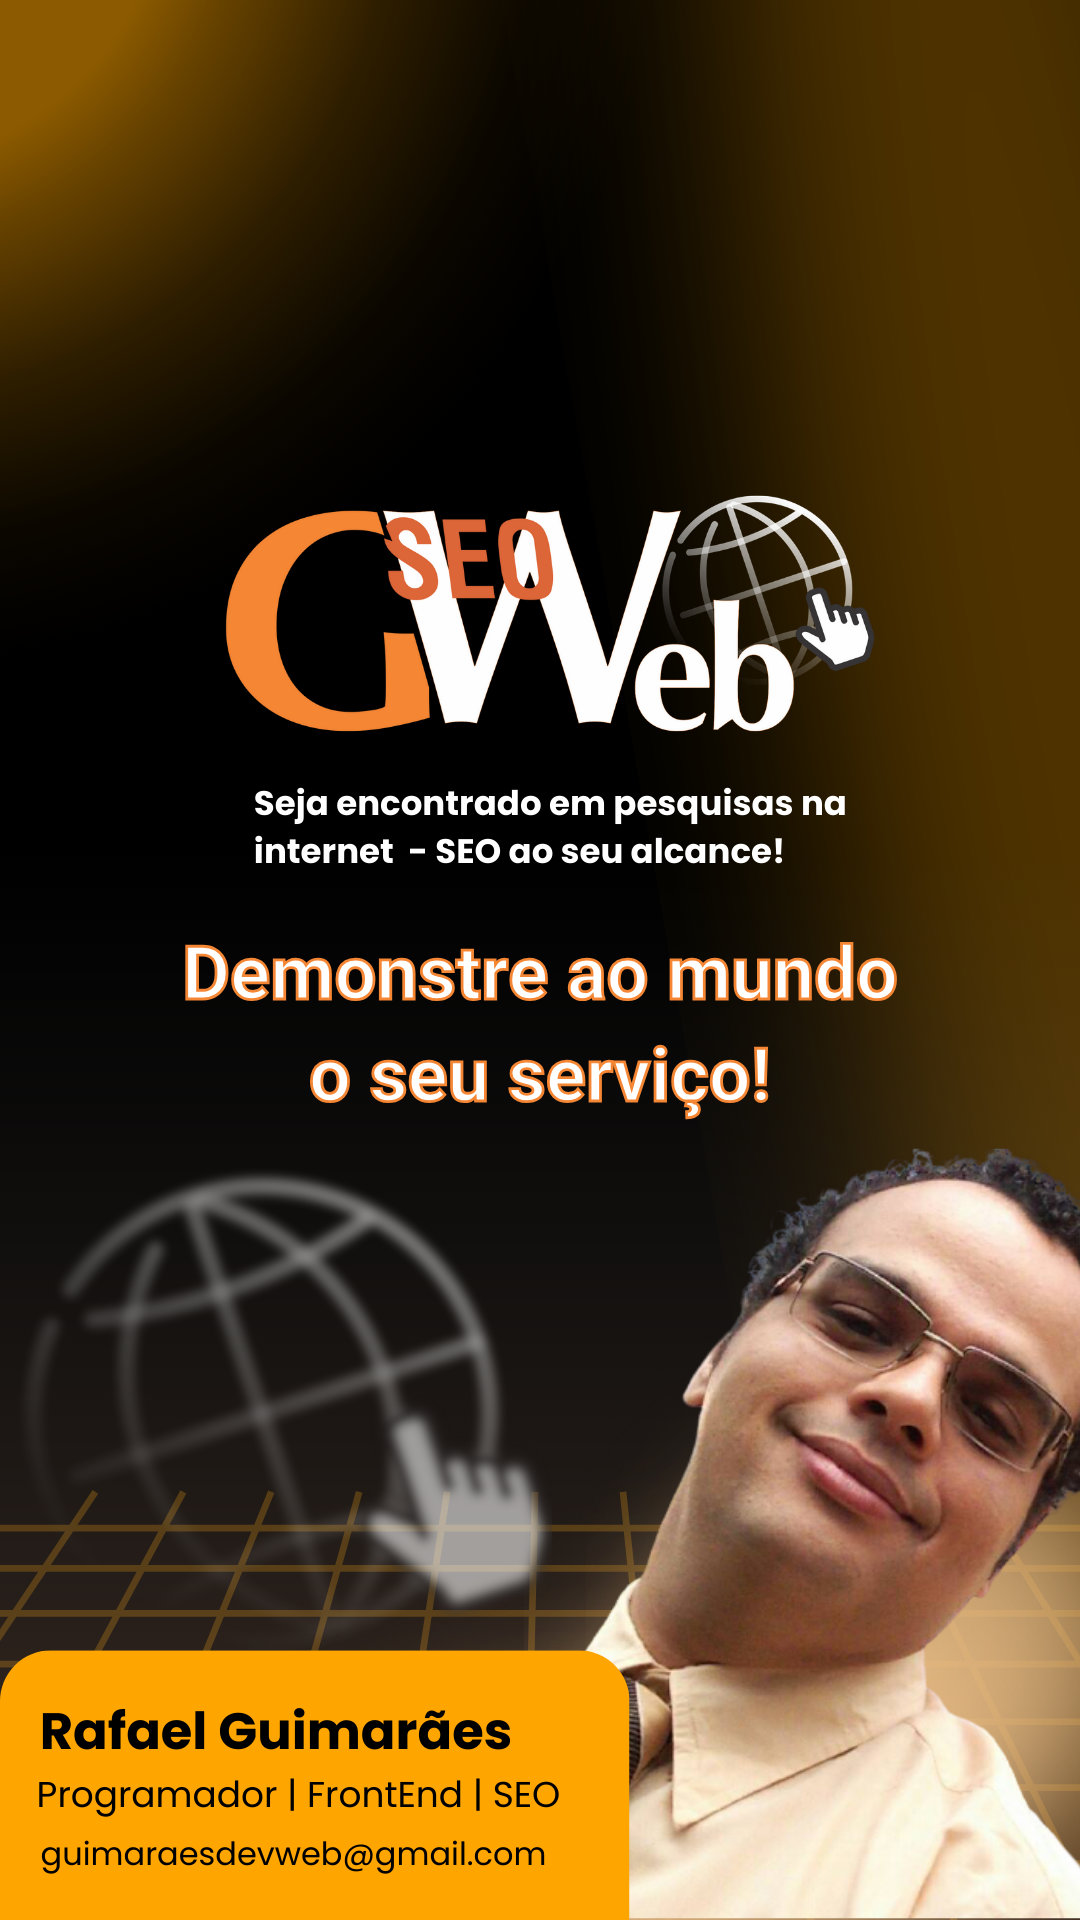 GWeb
SEO
Seja encontrado em pesquisas na
internet - SEO ao seu alcance!
Demonstre ao mundo
o seu serviço!
Rafael Guimarães
Programador | FrontEnd | SEO
guimaraesdevweb@gmail.com